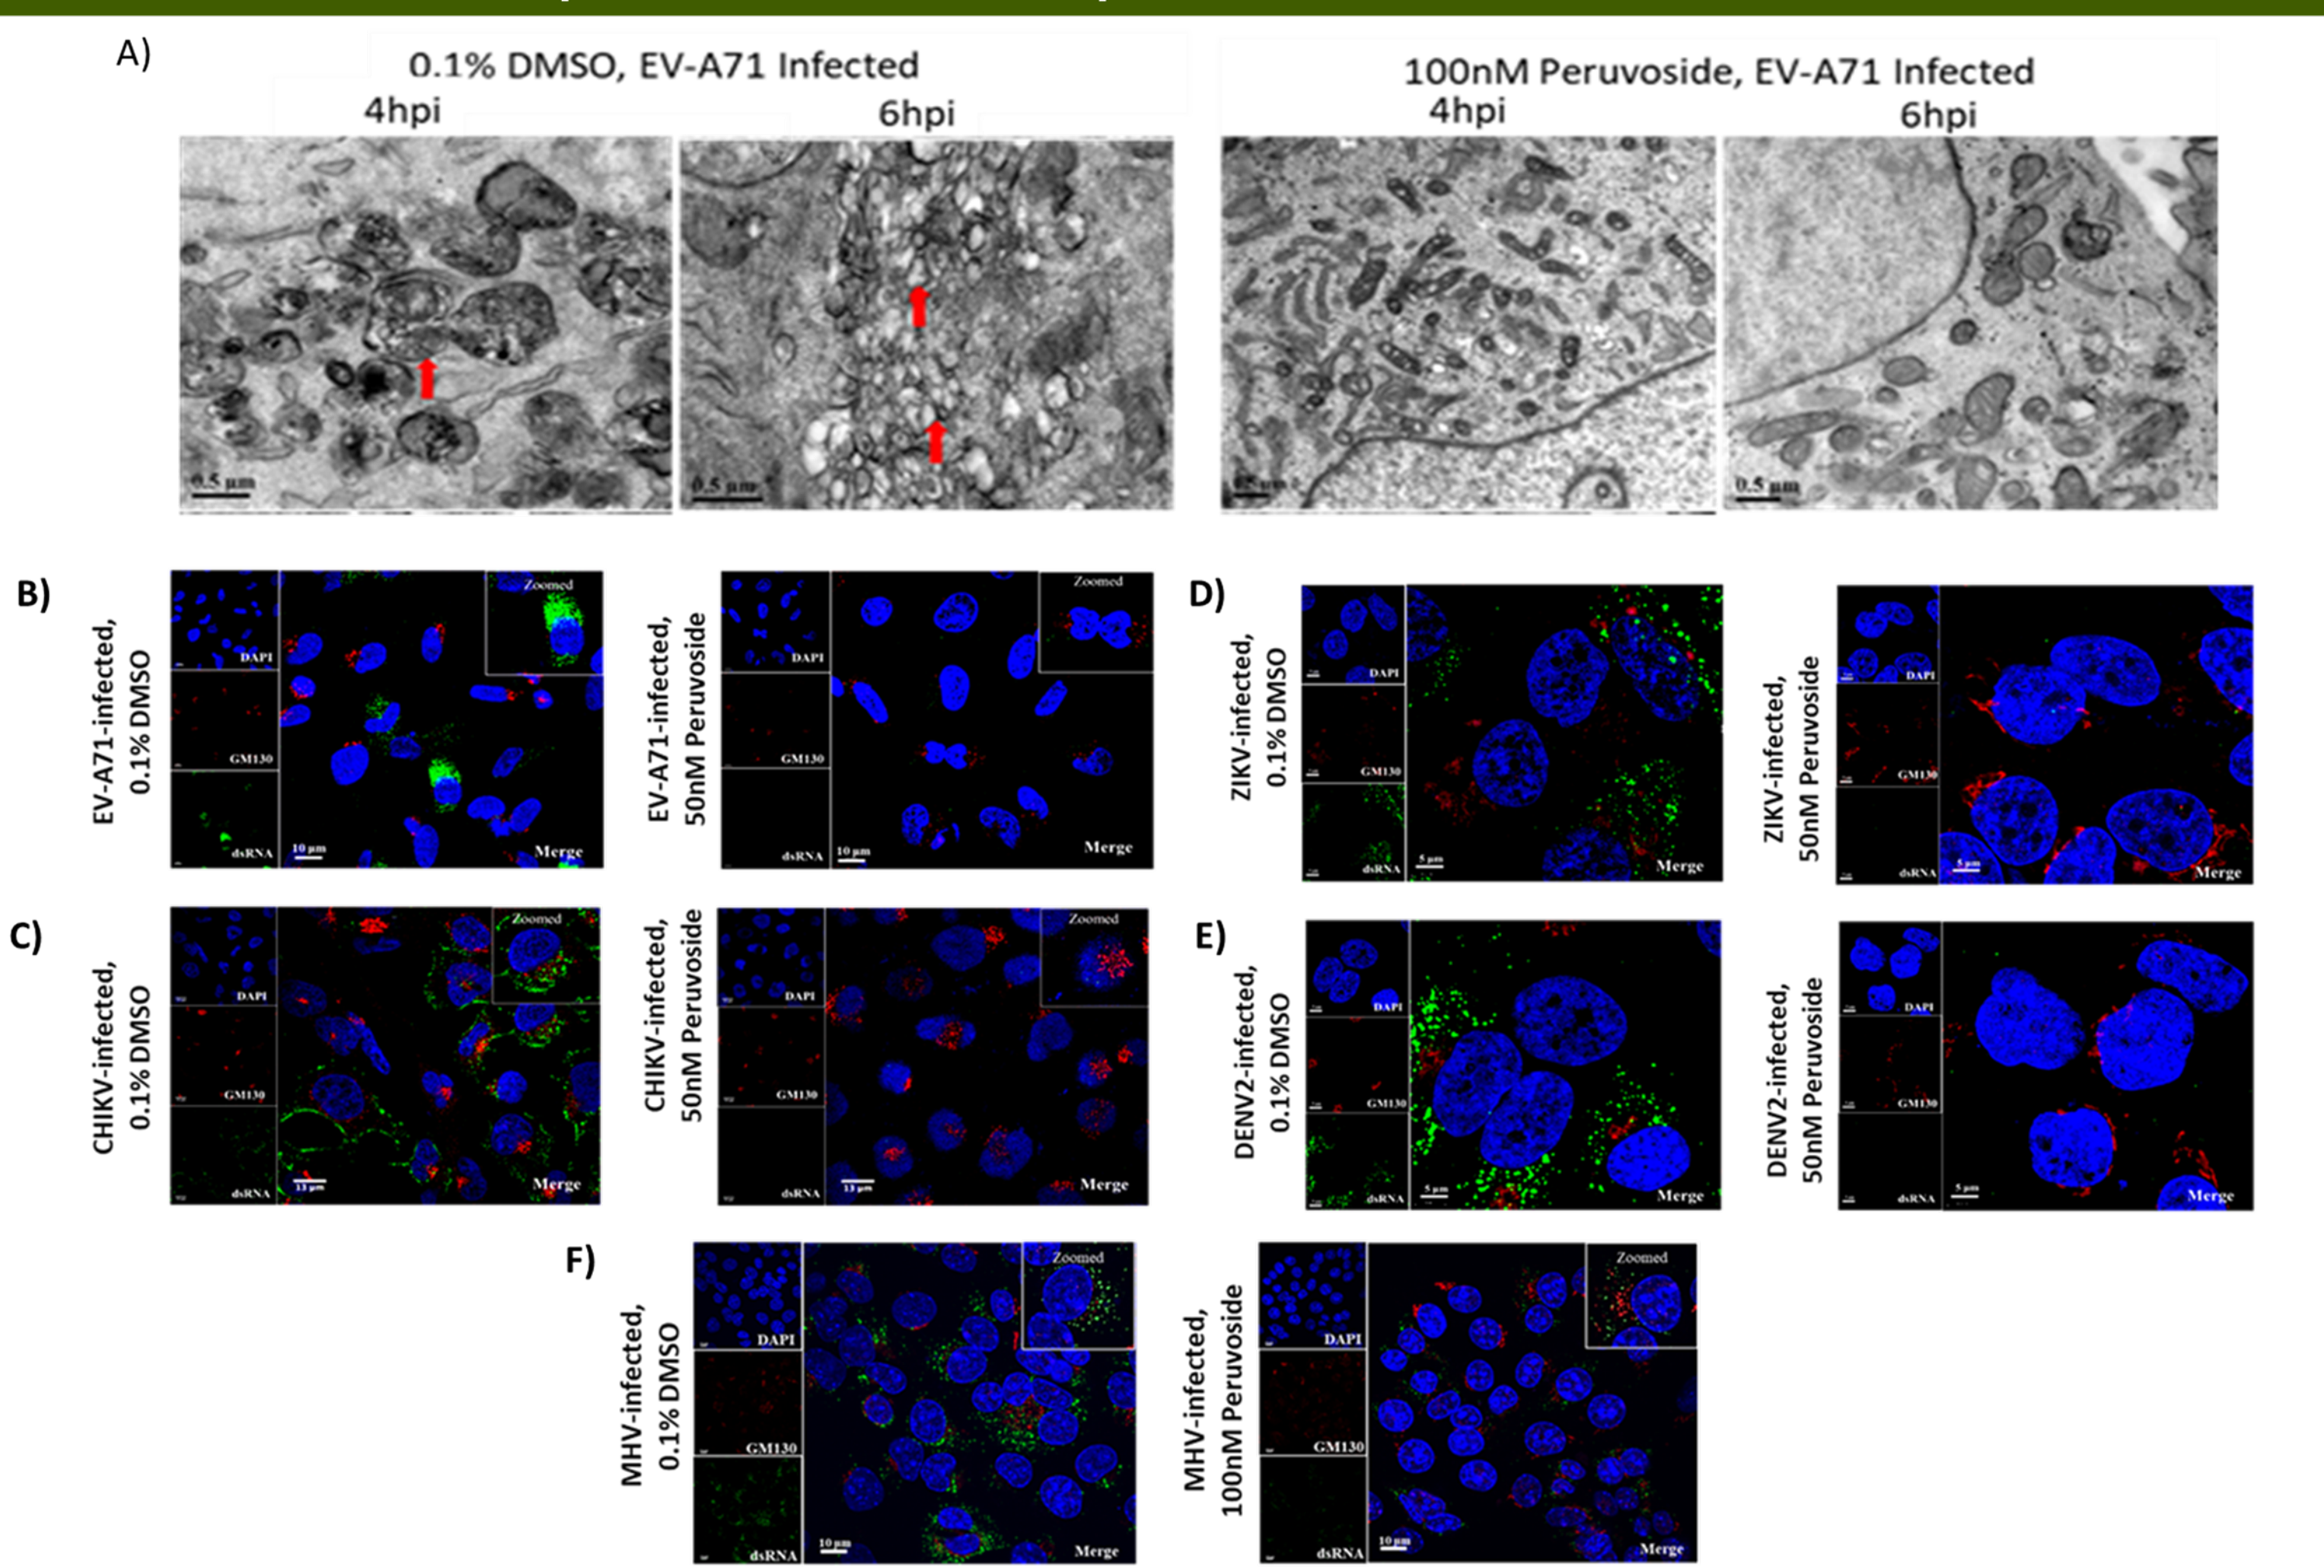 A)
0.1% DMSO, EV-A71 Infected
4hpi
6hpi
100nM Peruvoside, EV-A71 Infected
4hpi
6hpi
0.5 µm
0.5 µm
0.5 µm
0.5 µm
B)
EV-A71-infected,
0.1% DMSO
DAPI
GM130
dsRNA
Zoomed
10 µm
Merge
EV-A71-infected,
50nM Peruvoside
DAPI
GM130
dsRNA
Zoomed
10 µm
Merge
D)
ZIKV-infected,
0.1% DMSO
DAPI
GM130
dsRNA
5 µm
Merge
ZIKV-infected,
50nM Peruvoside
DAPI
GM130
dsRNA
5 µm
Merge
C)
CHIKV-infected,
0.1% DMSO
DAPI
GM130
dsRNA
Zoomed
13 µm
Merge
CHIKV-infected,
50nM Peruvoside
DAPI
GM130
dsRNA
Zoomed
13 µm
Merge
E)
DENV2-infected,
0.1% DMSO
DAPI
GM130
dsRNA
5 µm
Merge
DENV2-infected,
50nM Peruvoside
DAPI
GM130
dsRNA
5 µm
Merge
F)
MHV-infected,
0.1% DMSO
DAPI
GM130
dsRNA
Zoomed
10 µm
Merge
MHV-infected,
100nM Peruvoside
DAPI
GM130
dsRNA
Zoomed
10 µm
Merge